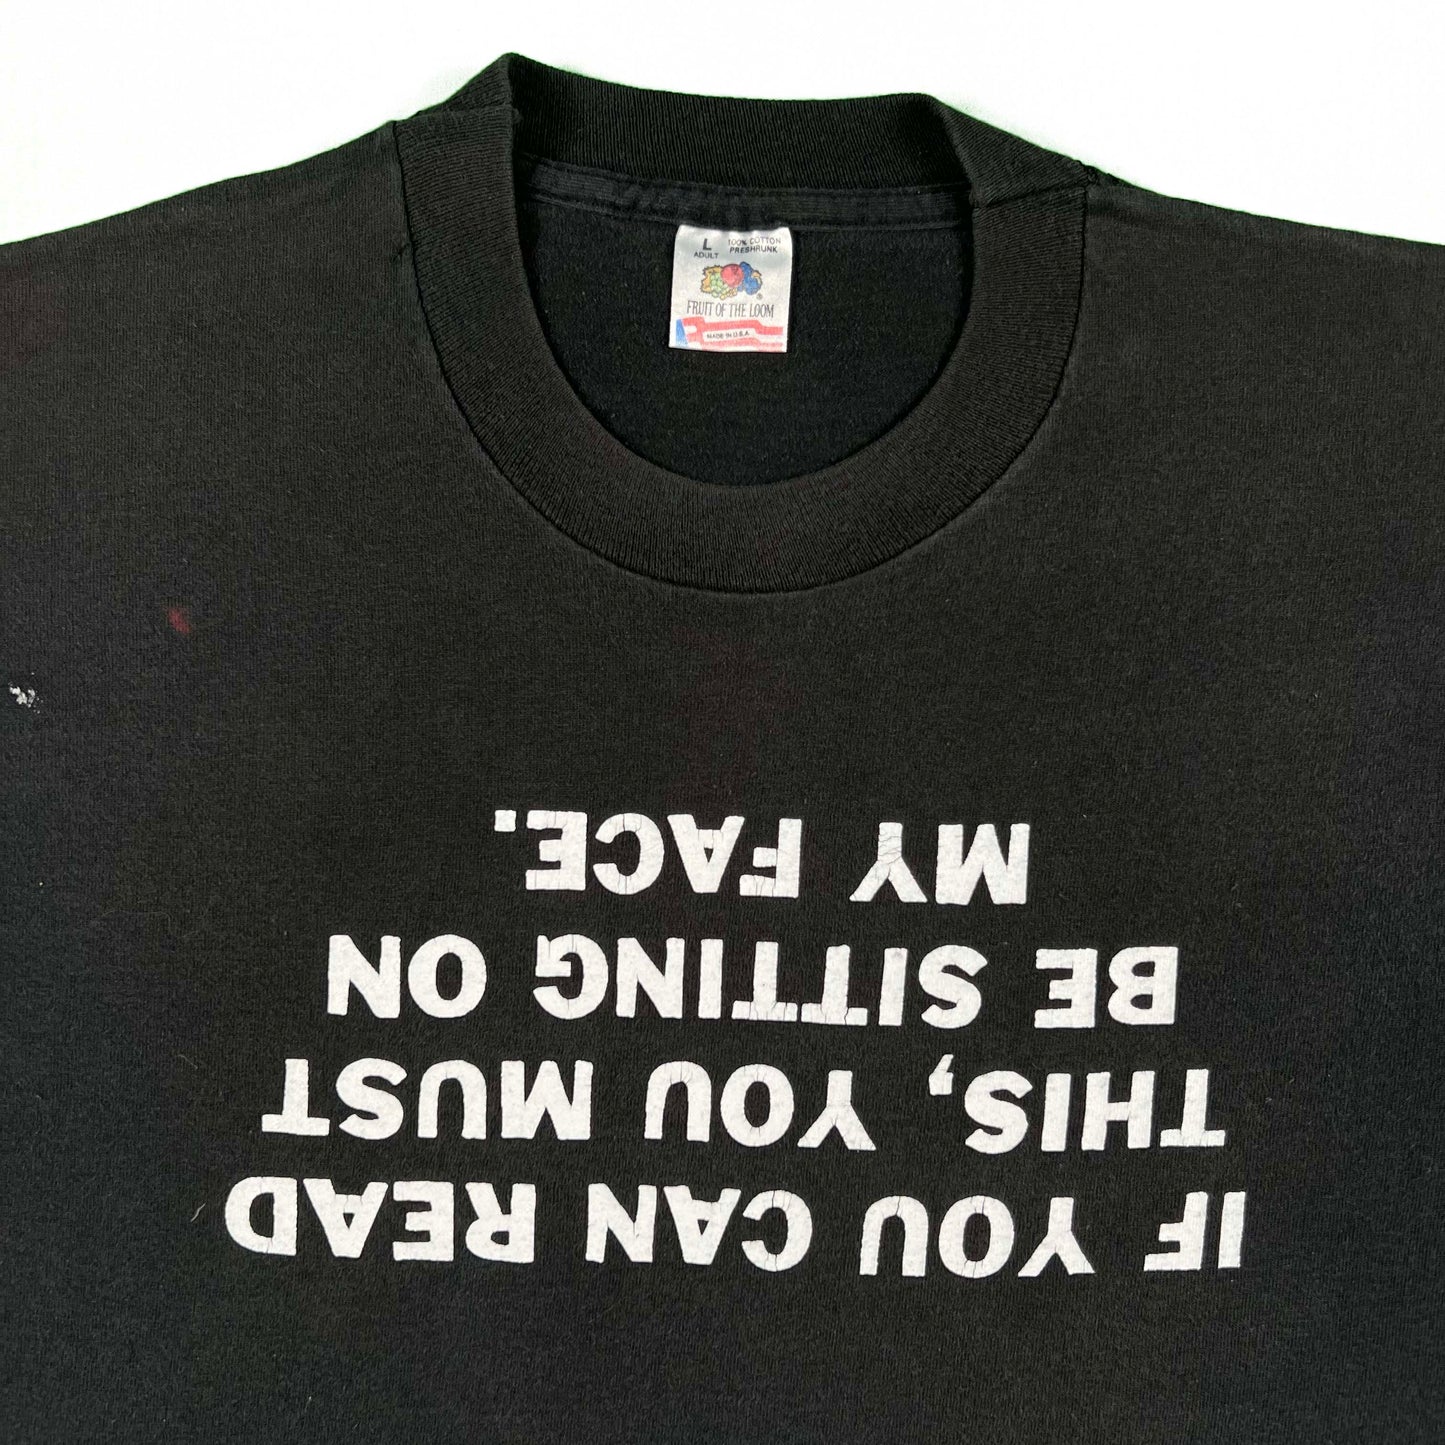 L 100% COTTON
ADULT PRESHRUNK
FRUIT OF THE LOOM
®
MADE IN U.S.A.
IF YOU CAN READ
THIS, YOU MUST
BE SITTING ON
MY FACE.